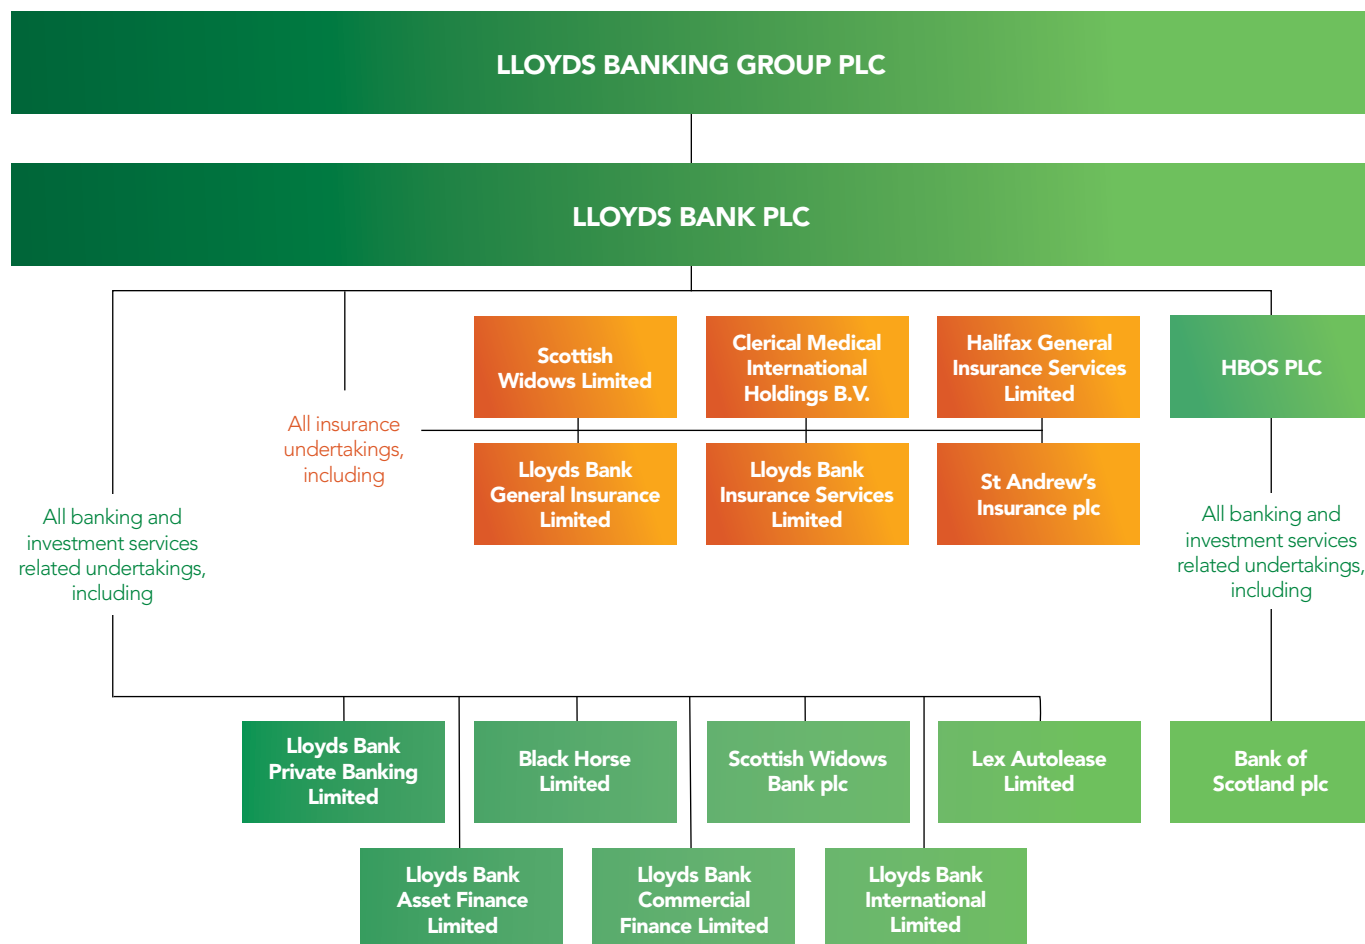 LLOYDS BANKING GROUP PLC
LLOYDS BANK PLC
All banking and
investment services
related undertakings,
including
All insurance
undertakings,
including
Scottish
Widows Limited
Clerical Medical
International
Holdings B.V.
Halifax General
Insurance Services
Limited
Lloyds Bank
General Insurance
Limited
Lloyds Bank
Insurance Services
Limited
St Andrew’s
Insurance plc
HBOS PLC
All banking and
investment services
related undertakings,
including
Lloyds Bank
Private Banking
Limited
Black Horse
Limited
Scottish Widows
Bank plc
Lex Autolease
Limited
Bank of
Scotland plc
Lloyds Bank
Asset Finance
Limited
Lloyds Bank
Commercial
Finance Limited
Lloyds Bank
International
Limited